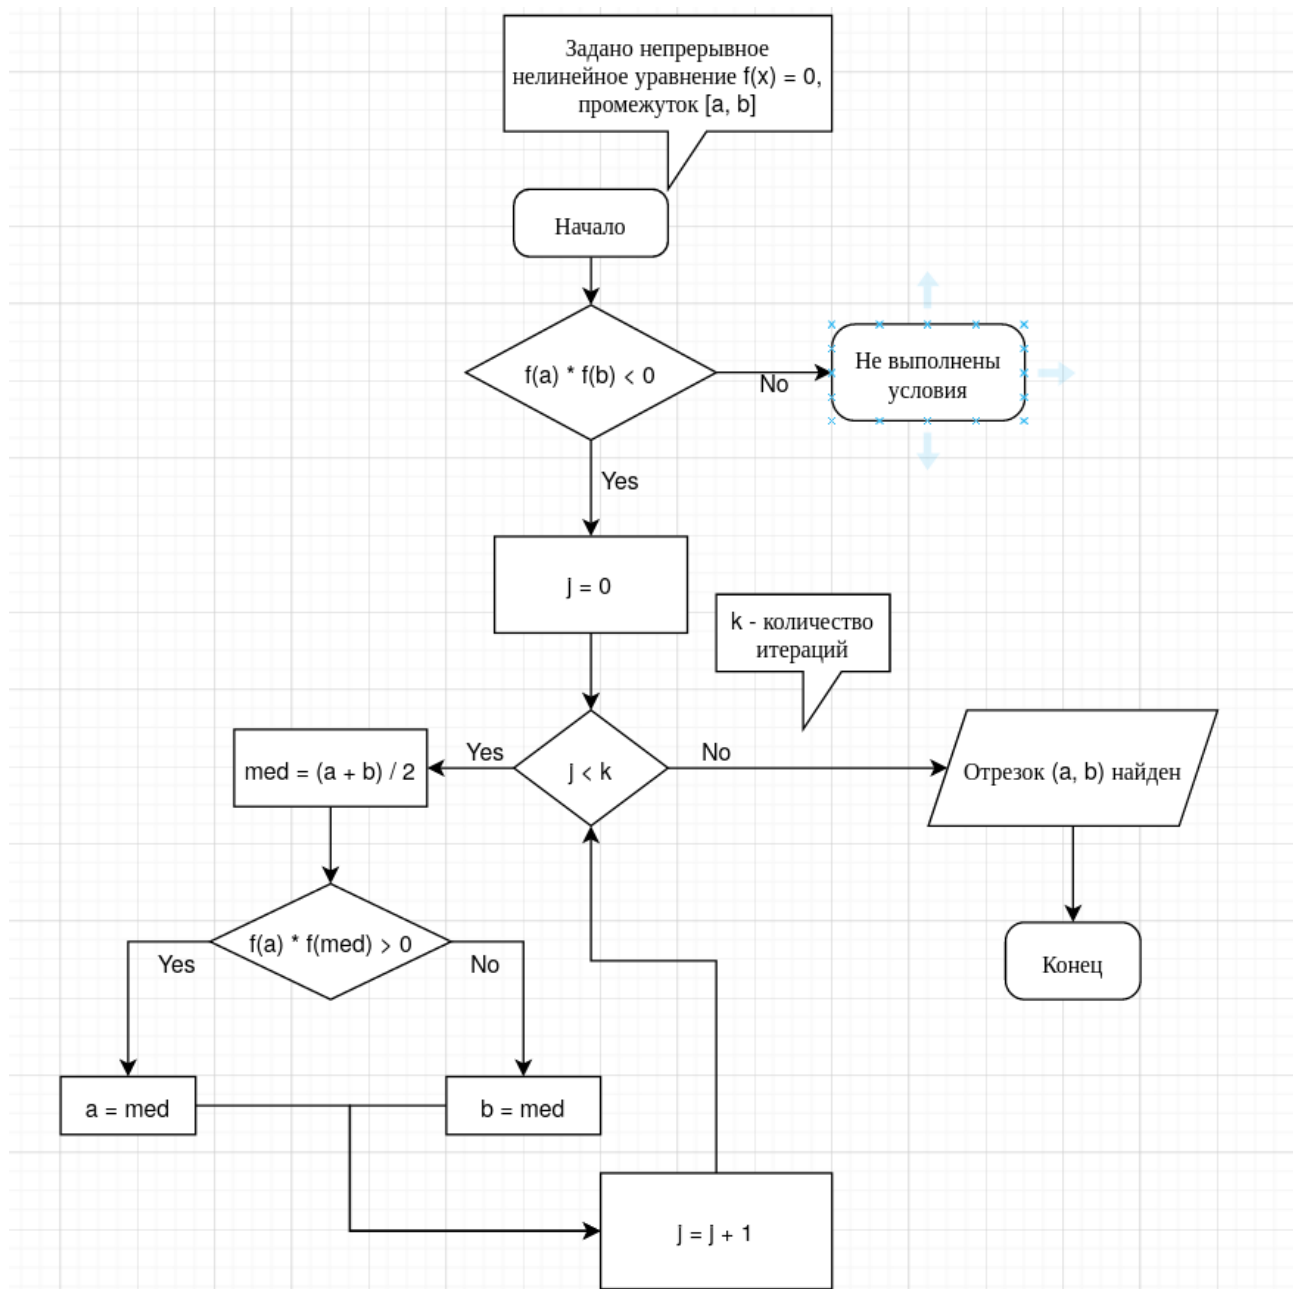 Задано непрерывное
нелинейное уравнение f(x) = 0,
промежуток [a, b]
Начало
f(a) * f(b) < 0
No
Не выполнены
условия
Yes
j = 0
k - количество
итераций
j < k
Yes
No
med = (a + b) / 2
Отрезок (a, b) найден
f(a) * f(med) > 0
Yes
No
Конец
a = med
b = med
j = j + 1